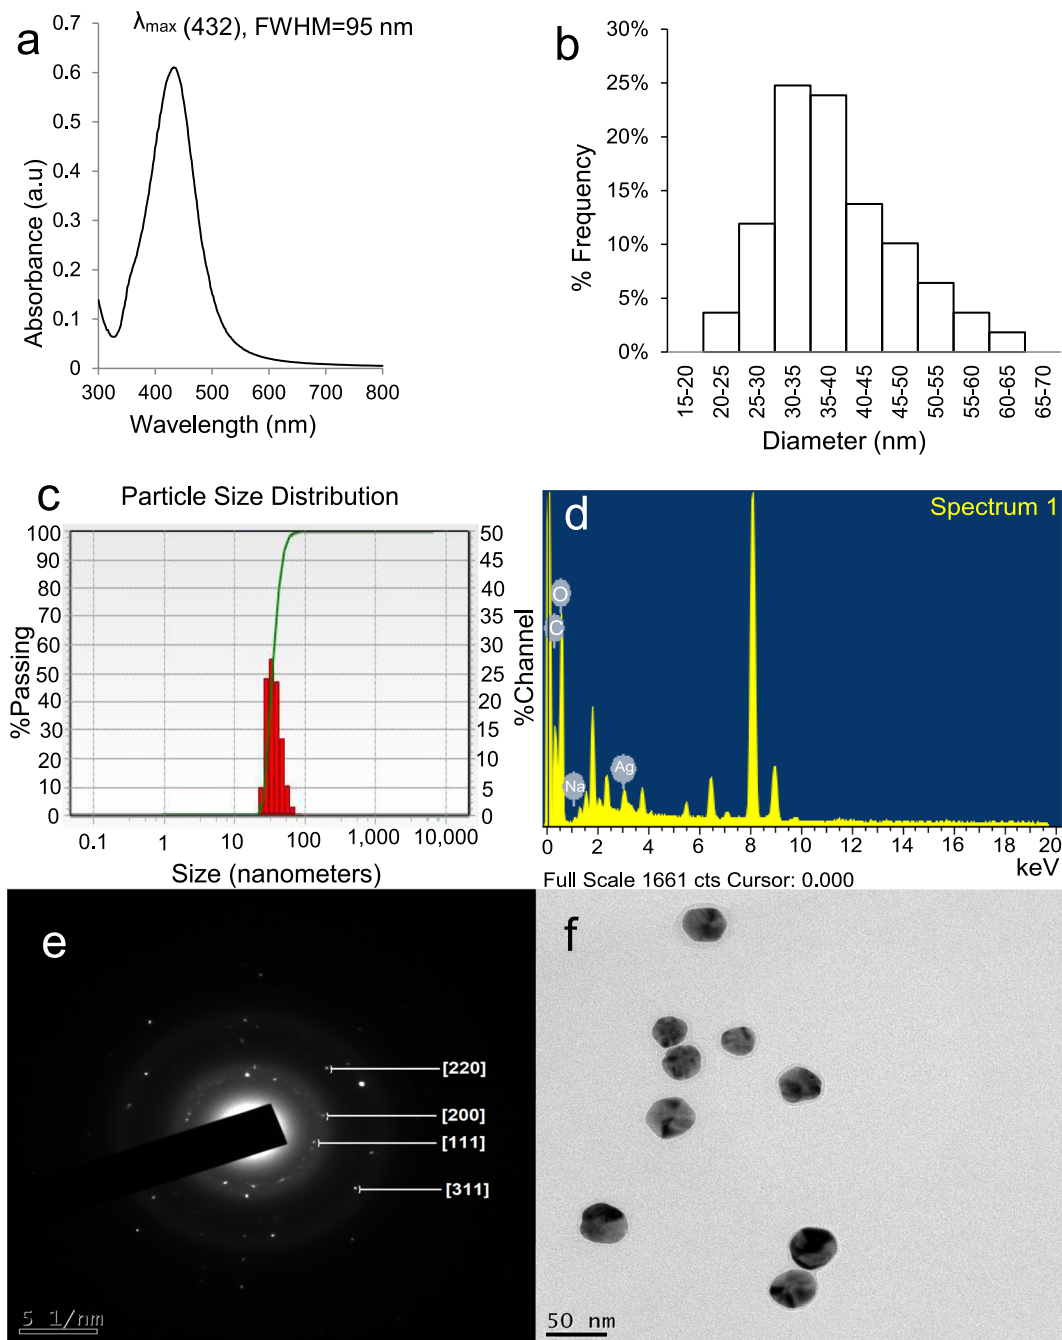 a
λmax (432), FWHM=95 nm
0.7
0.6
0.5
0.4
0.3
0.2
0.1
0
Absorbance (a.u)
300 400 500 600 700 800
Wavelength (nm)
b
30%
25%
20%
15%
10%
5%
0%
% Frequency
15-20 20-25 25-30 30-35 35-40 40-45 45-50 50-55 55-60 60-65 65-70
Diameter (nm)
c
Particle Size Distribution
100
90
80
70
60
50
40
30
20
10
0
%Passing
50
45
40
35
30
25
20
15
10
5
0
%Channel
0.1 1 10 100 1,000 10,000
Size (nanometers)
d
Spectrum 1
O
C
Na
Ag
0 2 4 6 8 10 12 14 16 18 20
keV
Full Scale 1661 cts Cursor: 0.000
e
[220]
[200]
[111]
[311]
5 1/nm
f
50 nm